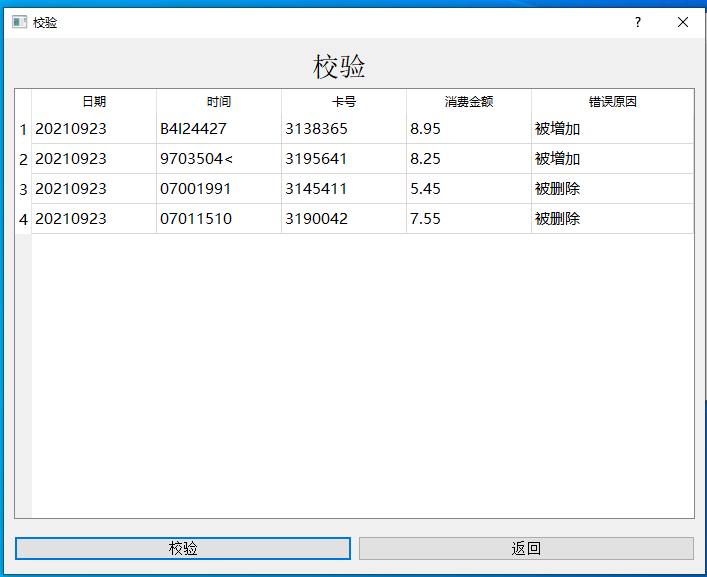 校验
校验
日期 时间 卡号 消费金额 错误原因
1 20210923 B4I24427 3138365 8.95 被增加
2 20210923 9703504< 3195641 8.25 被增加
3 20210923 07001991 3145411 5.45 被删除
4 20210923 07011510 3190042 7.55 被删除
校验 返回